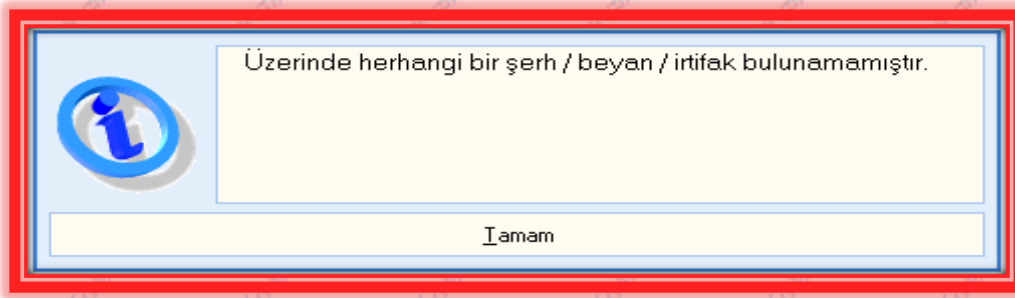 Üzerinde herhangi bir şerh / beyan / irtifak bulunamamıştır.
Tamam